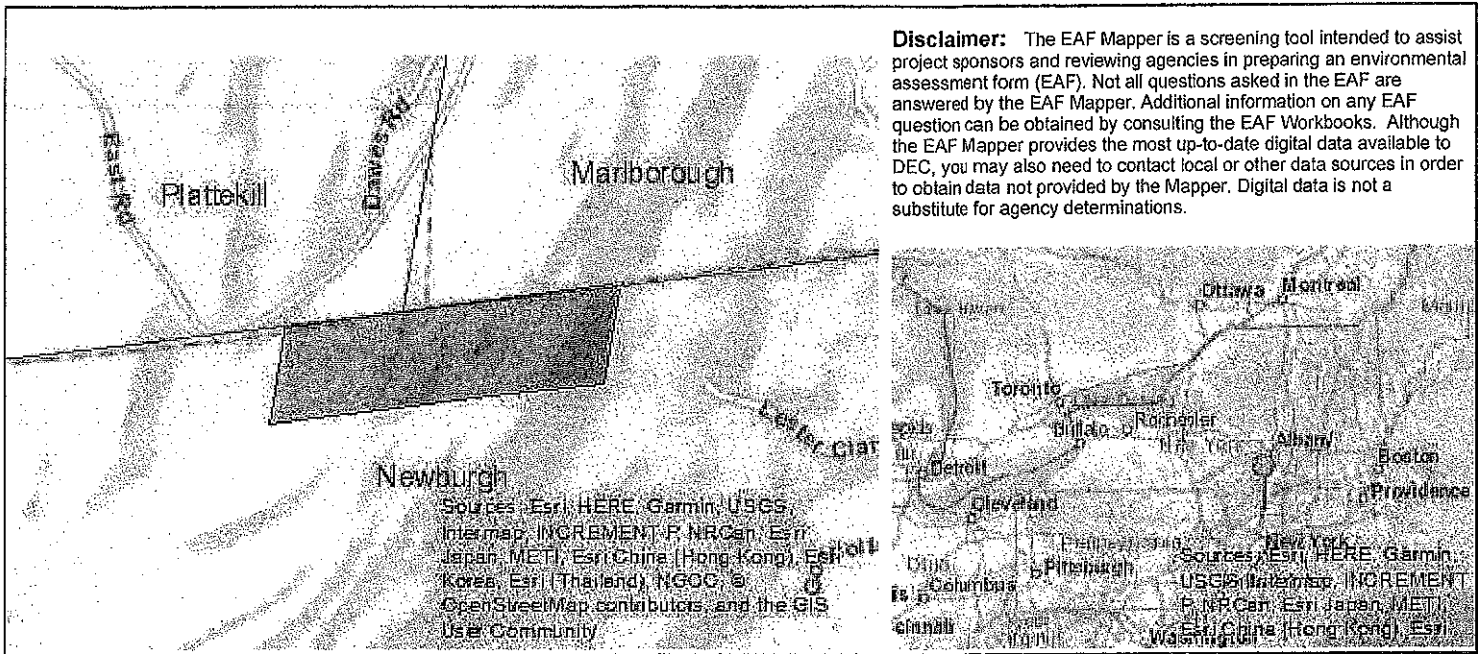 Disclaimer: The EAF Mapper is a screening tool intended to assist
project sponsors and reviewing agencies in preparing an environmental
assessment form (EAF). Not all questions asked in the EAF are
answered by the EAF Mapper. Additional information on any EAF
question can be obtained by consulting the EAF Workbooks. Although
the EAF Mapper provides the most up-to-date digital data available to
DEC, you may also need to contact local or other data sources in order
to obtain data not provided by the Mapper. Digital data is not a
substitute for agency determinations.
East Rd
Plattekill
Marlborough
Newburgh
Lester Clar
Sources: Esri, HERE, Garmin, USGS,
Intermap, INCREMENT P, NRCan, Esri
Japan, METI, Esri China (Hong Kong), Esri
Korea, Esri (Thailand), NGCC, ©
OpenStreetMap contributors, and the GIS
User Community
Ottawa
Montreal
Toronto
Rochester
Buffalo
New York
Albany
Boston
Detroit
Providence
Cleveland
New York
Pittsburgh
Columbus
cinnati
Washington
Sources: Esri, HERE, Garmin,
USGS, Intermap, INCREMENT
P, NRCan, Esri Japan, METI,
Esri China (Hong Kong), Esri